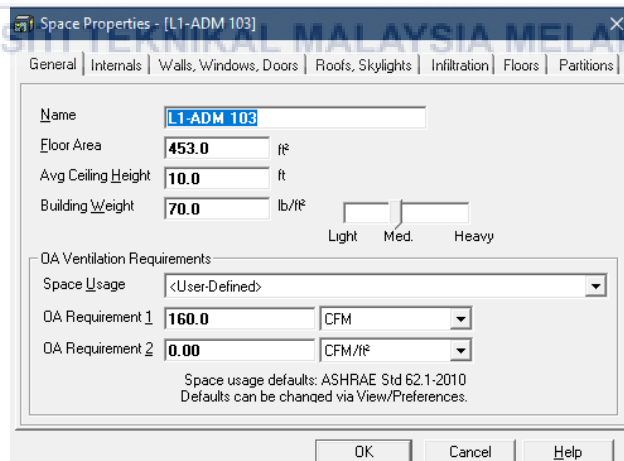 Space Properties - [L1-ADM 103]
SITI TEKNIKAL MALAYSIA MELA
General Internals Walls, Windows, Doors Roofs, Skylights Infiltration Floors Partitions
Name L1-ADM 103
Floor Area 453.0 ft²
Avg Ceiling Height 10.0 ft
Building Weight 70.0 lb/ft²
Light Med. Heavy
OA Ventilation Requirements
Space Usage <User-Defined>
OA Requirement 1 160.0 CFM
OA Requirement 2 0.00 CFM/ft²
Space usage defaults: ASHRAE Std 62.1-2010
Defaults can be changed via View/Preferences.
OK Cancel Help